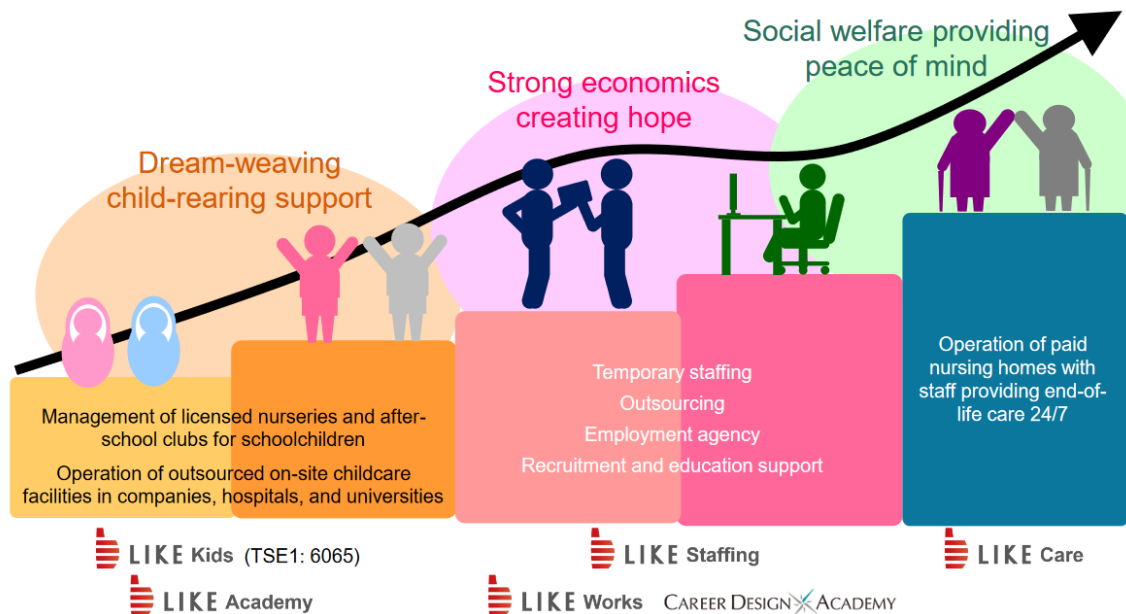 Social welfare providing
peace of mind
Strong economics
creating hope
Dream-weaving
child-rearing support
Management of licensed nurseries and after-
school clubs for schoolchildren
Operation of outsourced on-site childcare
facilities in companies, hospitals, and universities
Temporary staffing
Outsourcing
Employment agency
Recruitment and education support
Operation of paid
nursing homes with
staff providing end-of-
life care 24/7
LIKE Kids (TSE1: 6065)
LIKE Staffing
LIKE Care
LIKE Academy
LIKE Works
CAREER DESIGN ACADEMY